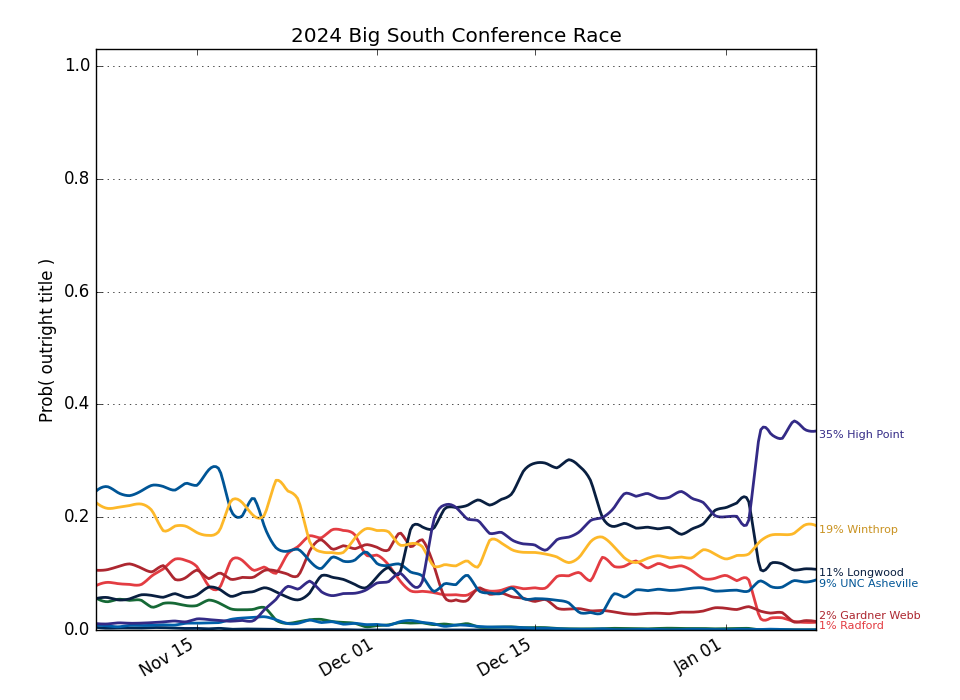 2024 Big South Conference Race
Prob( outright title )
1.0
0.8
0.6
0.4
0.2
0.0
35% High Point
19% Winthrop
11% Longwood
9% UNC Asheville
2% Gardner Webb
1% Radford
Nov 15
Dec 01
Dec 15
Jan 01